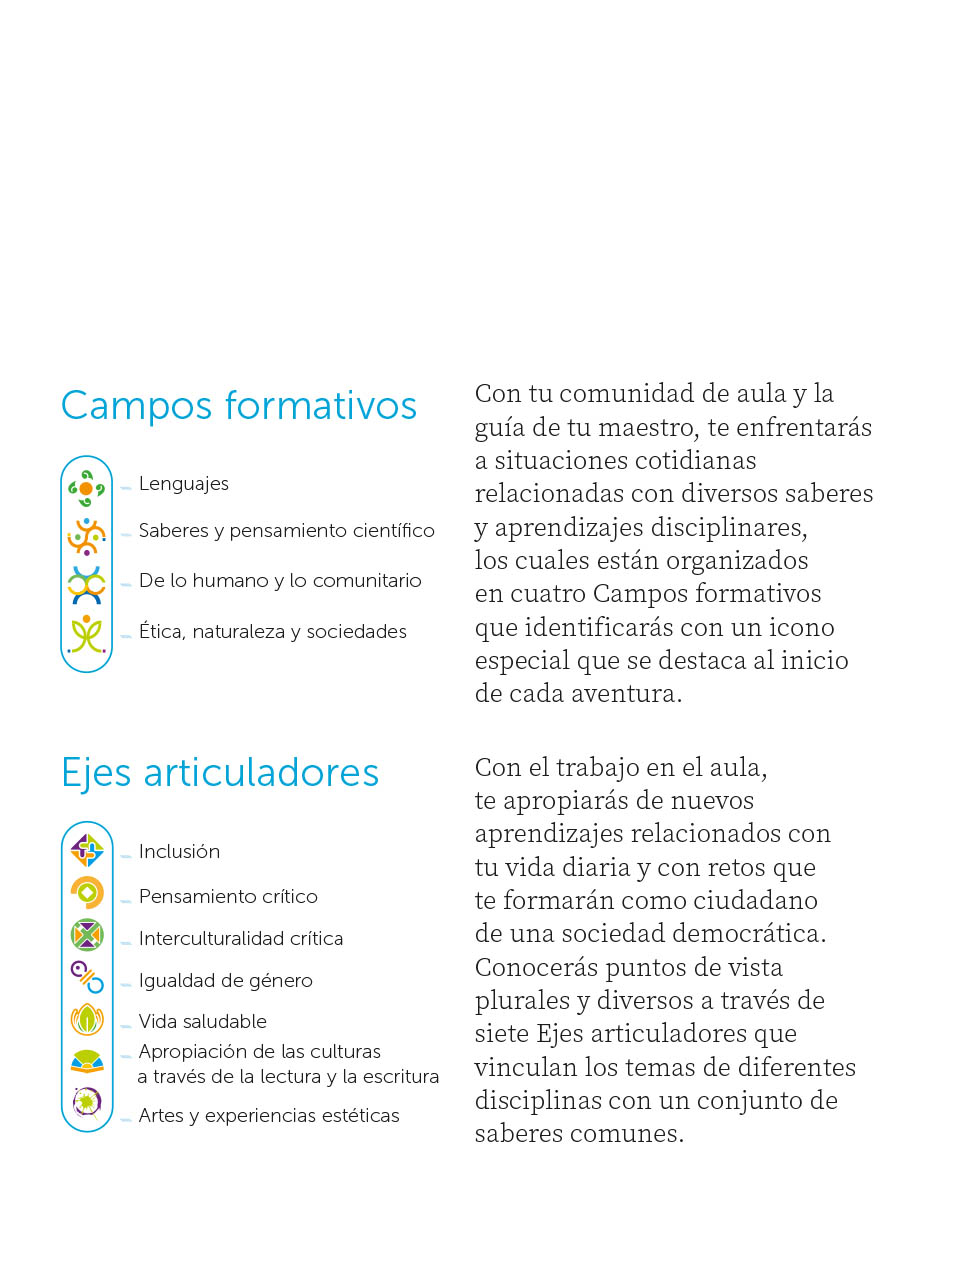 Campos formativos
Lenguajes
Saberes y pensamiento científico
De lo humano y lo comunitario
Ética, naturaleza y sociedades
Con tu comunidad de aula y la
guía de tu maestro, te enfrentarás
a situaciones cotidianas
relacionadas con diversos saberes
y aprendizajes disciplinares,
los cuales están organizados
en cuatro Campos formativos
que identificarás con un icono
especial que se destaca al inicio
de cada aventura.
Ejes articuladores
Inclusión
Pensamiento crítico
Interculturalidad crítica
Igualdad de género
Vida saludable
Apropiación de las culturas
a través de la lectura y la escritura
Artes y experiencias estéticas
Con el trabajo en el aula,
te apropiarás de nuevos
aprendizajes relacionados con
tu vida diaria y con retos que
te formarán como ciudadano
de una sociedad democrática.
Conocerás puntos de vista
plurales y diversos a través de
siete Ejes articuladores que
vinculan los temas de diferentes
disciplinas con un conjunto de
saberes comunes.